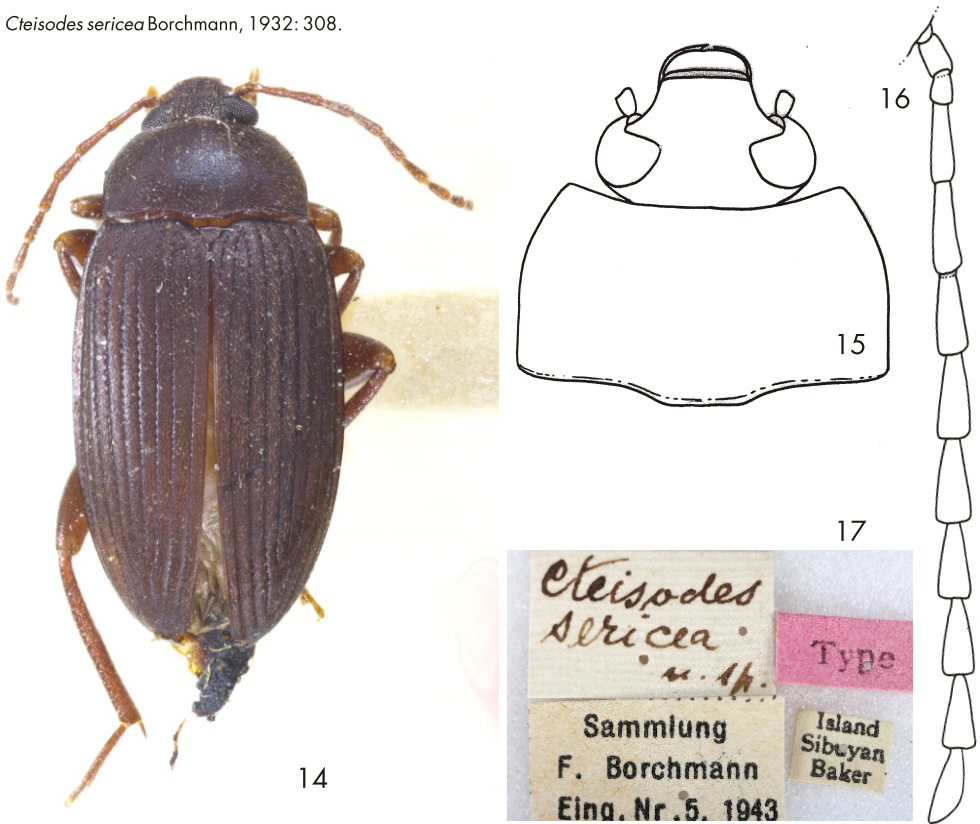 Cteisodes sericea Borchmann, 1932: 308.
16
15
17
Cteisodes
sericea
n. sp.
Type
Sammlung
F. Borchmann
Eing. Nr. 5, 1943
Island
Sibuyan
Baker
14